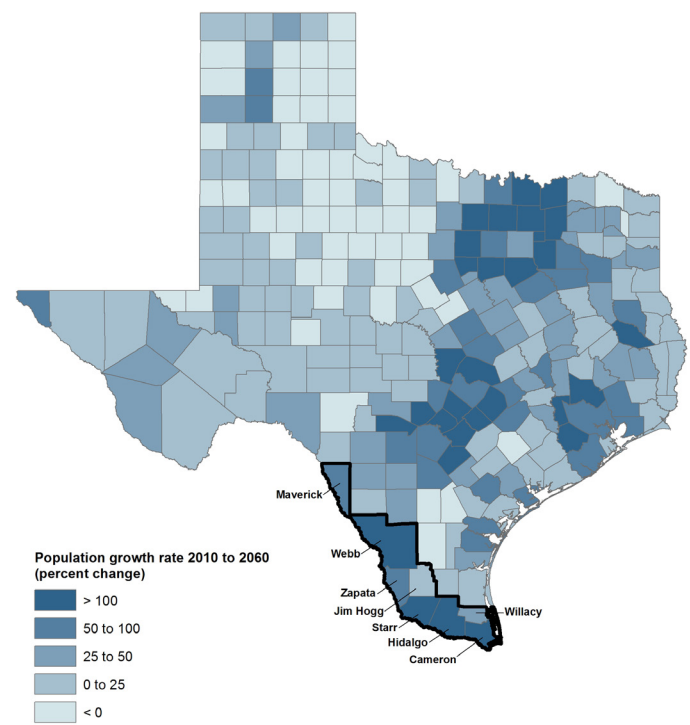 Maverick
Webb
Population growth rate 2010 to 2060
(percent change)
> 100
50 to 100
25 to 50
0 to 25
< 0
Zapata
Jim Hogg
Starr
Hidalgo
Cameron
Willacy